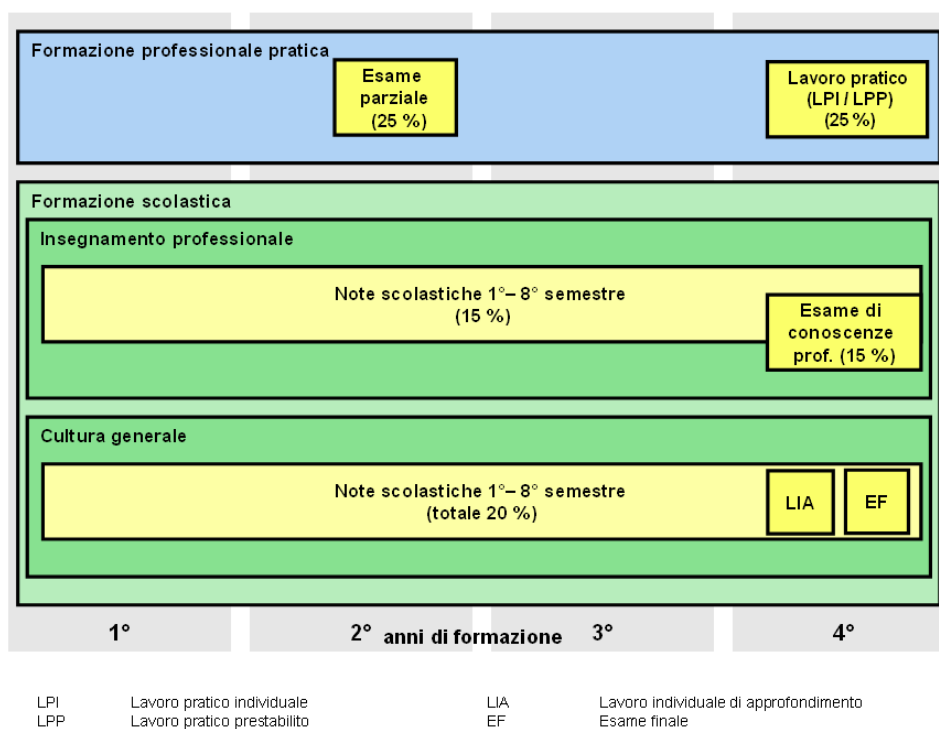 Formazione professionale pratica
Esame
parziale
(25 %)
Lavoro pratico
(LPI / LPP)
(25 %)
Formazione scolastica
Insegnamento professionale
Note scolastiche 1°– 8° semestre
(15 %)
Esame di
conoscenze
prof. (15 %)
Cultura generale
Note scolastiche 1°– 8° semestre
(totale 20 %)
LIA
EF
1°
2°
anni di formazione
3°
4°
LPI Lavoro pratico individuale
LIA Lavoro individuale di approfondimento
LPP Lavoro pratico prestabilito
EF Esame finale